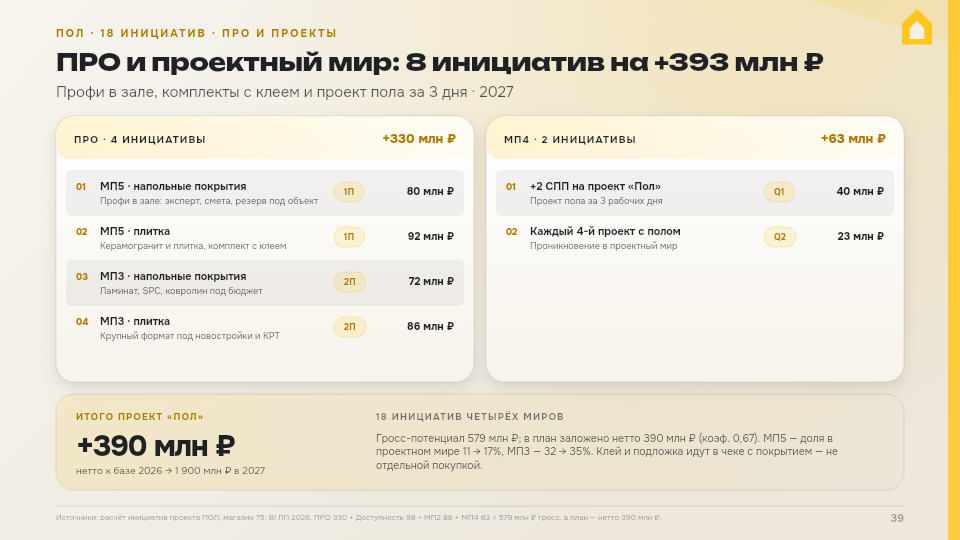 ПОЛ · 18 ИНИЦИАТИВ · ПРО И ПРОЕКТЫ
ПРО и проектный мир: 8 инициатив на +393 млн ₽
Профи в зале, комплекты с клеем и проект пола за 3 дня · 2027
ПРО · 4 ИНИЦИАТИВЫ
+330 млн ₽
01
МП5 · напольные покрытия
Профи в зале: эксперт, смета, резерв под объект
1П
80 млн ₽
02
МП5 · плитка
Керамогранит и плитка, комплект с клеем
1П
92 млн ₽
03
МП3 · напольные покрытия
Ламинат, SPC, ковролин под бюджет
2П
72 млн ₽
04
МП3 · плитка
Крупный формат под новостройки и КРТ
2П
86 млн ₽
МП4 · 2 ИНИЦИАТИВЫ
+63 млн ₽
01
+2 СПП на проект «Пол»
Проект пола за 3 рабочих дня
Q1
40 млн ₽
02
Каждый 4-й проект с полом
Проникновение в проектный мир
Q2
23 млн ₽
ИТОГО ПРОЕКТ «ПОЛ»
+390 млн ₽
нетто к базе 2026 → 1 900 млн ₽ в 2027
18 ИНИЦИАТИВ ЧЕТЫРЁХ МИРОВ
Гросс-потенциал 579 млн ₽; в план заложено нетто 390 млн ₽ (коэф. 0,67). МП5 — доля в
проектном мире 11 → 17%, МП3 — 32 → 35%. Клей и подложка идут в чеке с покрытием — не
отдельной покупкой.
Источники: расчёт инициатив проекта ПОЛ, магазин 75; BI ЛП 2026. ПРО 330 + Доступность 98 + МП2 88 + МП4 63 = 579 млн ₽ гросс, в план — нетто 390 млн ₽.
39